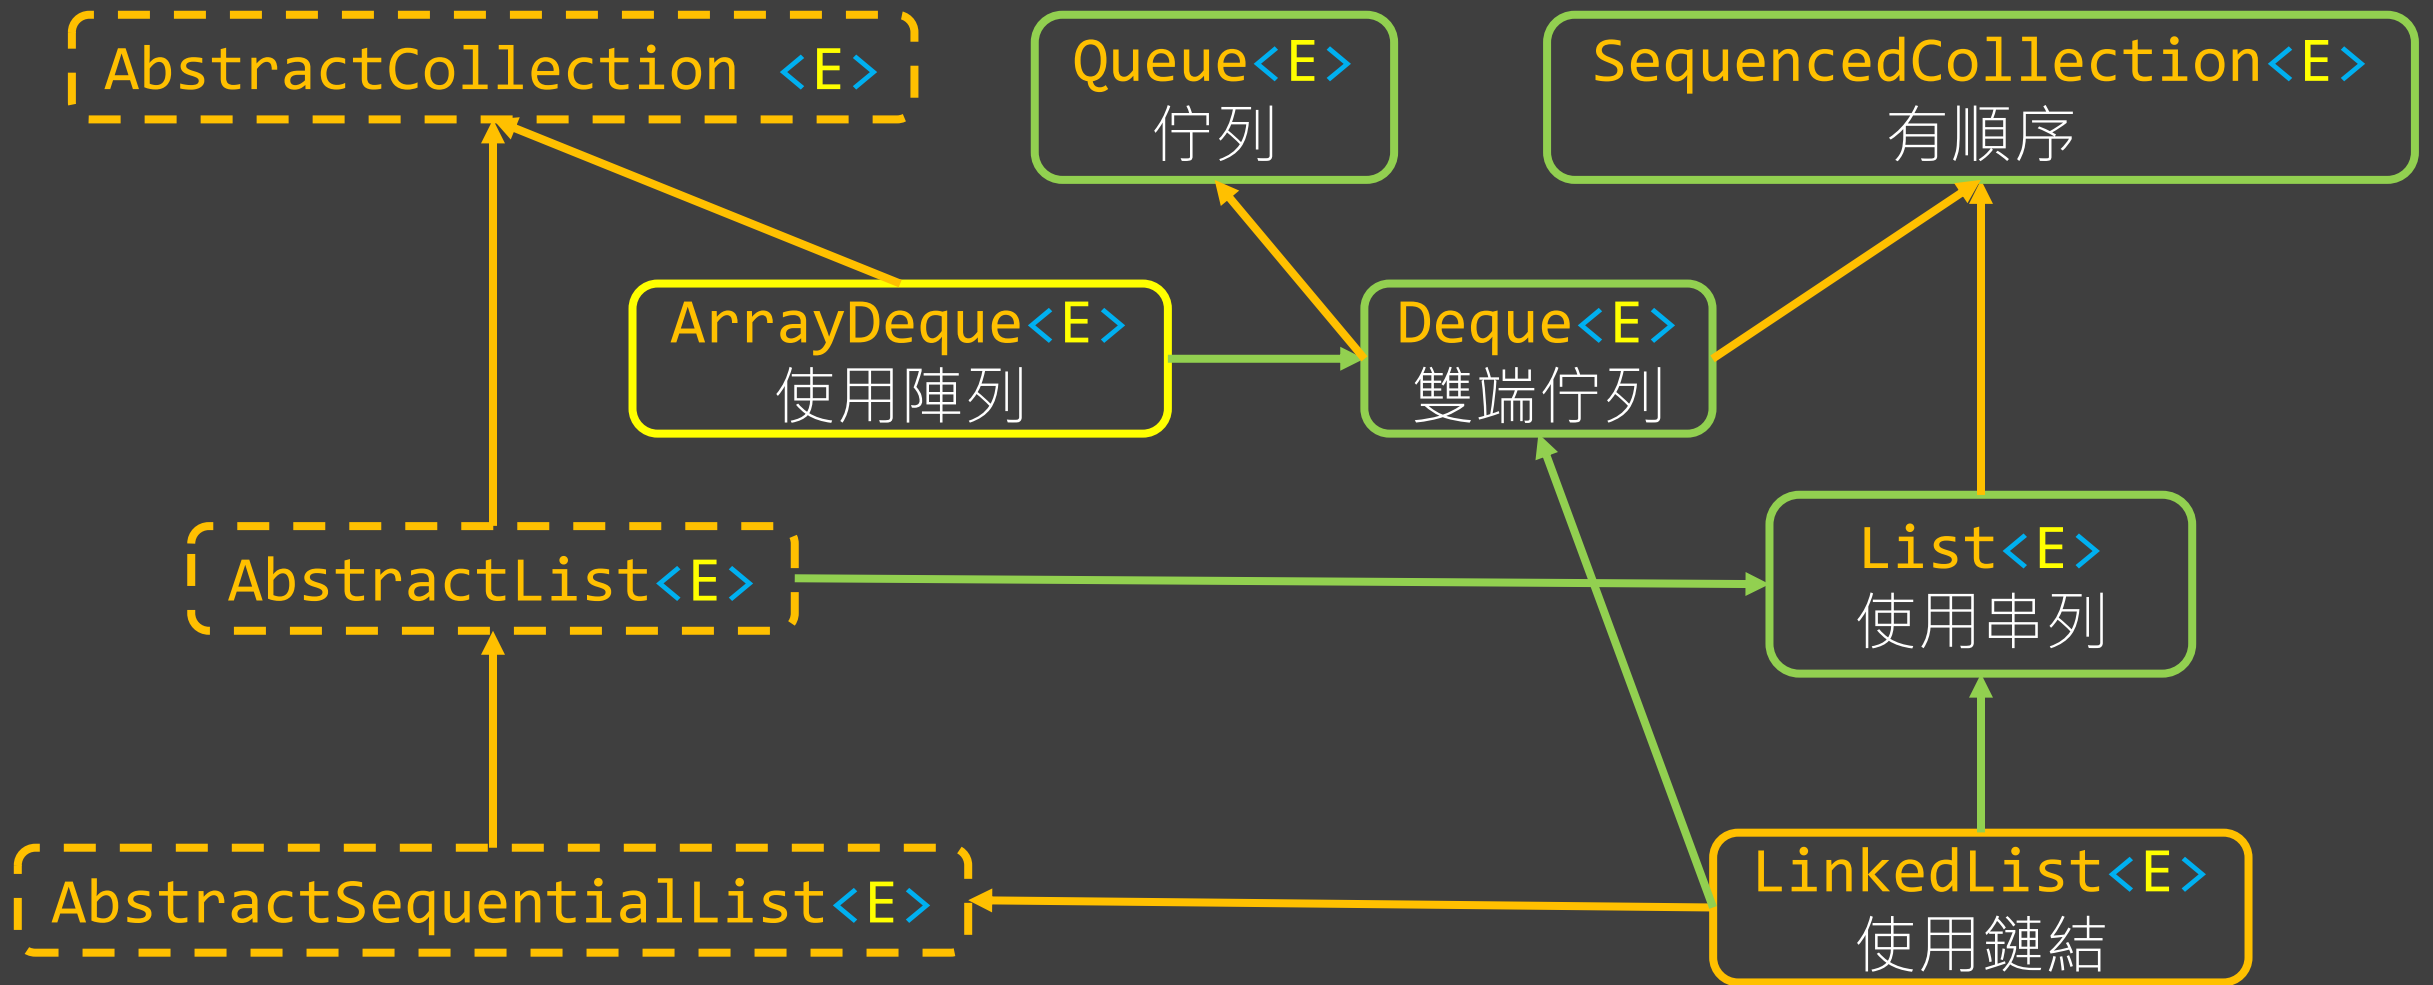 AbstractCollection <E>
Queue<E>
佇列
SequencedCollection<E>
有順序
ArrayDeque<E>
使用陣列
Deque<E>
雙端佇列
AbstractList<E>
List<E>
使用串列
AbstractSequentialList<E>
LinkedList<E>
使用鏈結